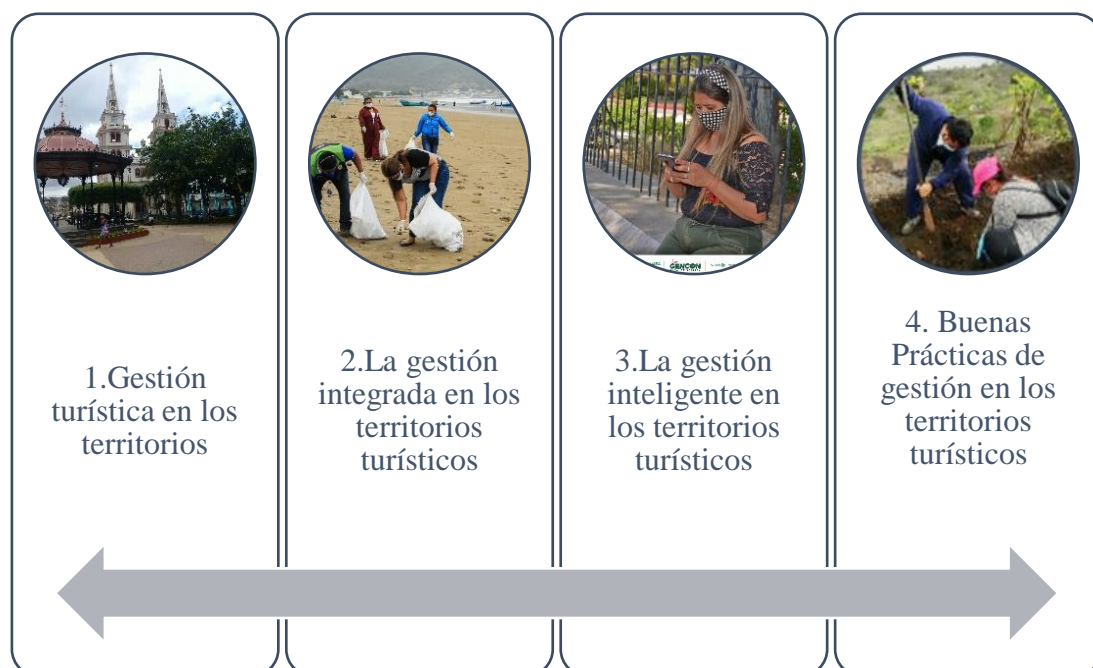 1.Gestión
turística en los
territorios
2.La gestión
integrada en los
territorios
turísticos
3.La gestión
inteligente en
los territorios
turísticos
4. Buenas
Prácticas de
gestión en los
territorios
turísticos
GENCON